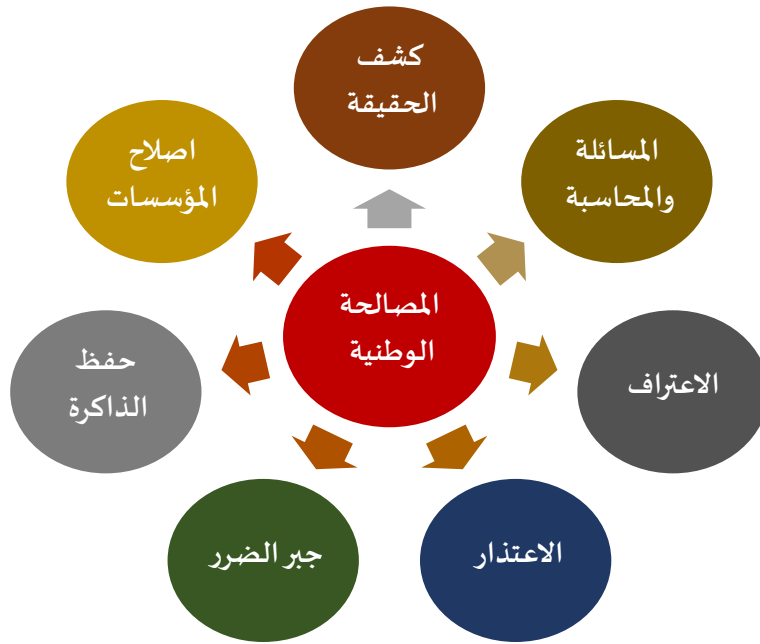 كشف
الحقيقة
المسائلة
والمحاسبة
الاعتراف
الاعتذار
جبر الضرر
حفظ
الذاكرة
اصلاح
المؤسسات
المصالحة
الوطنية